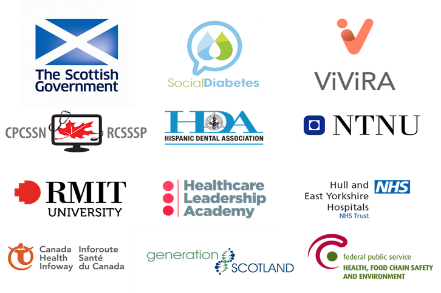 The Scottish
Government
SocialDiabetes
ViViRA
CPCSSN RCSSSP
HDA
HISPANIC DENTAL ASSOCIATION
NTNU
RMIT
UNIVERSITY
Healthcare
Leadership
Academy
Hull and
East Yorkshire
Hospitals
NHS Trust
NHS
Canada
Health
Infoway
Inforoute
Santé
du Canada
generation
SCOTLAND
federal public service
HEALTH, FOOD CHAIN SAFETY
AND ENVIRONMENT